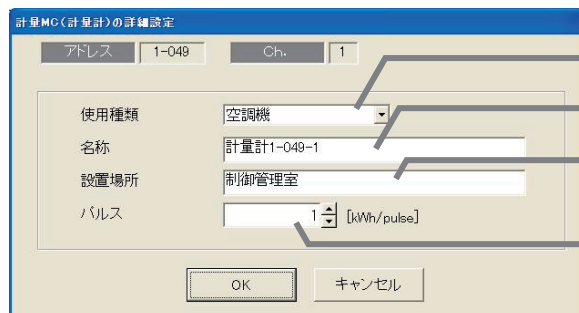 計量MC(計量計)の詳細設定
アドレス 1-049 Ch. 1
使用種類 空調機
名称 計量計1-049-1
設置場所 制御管理室
パルス 1 [kWh/pulse]
OK キャンセル